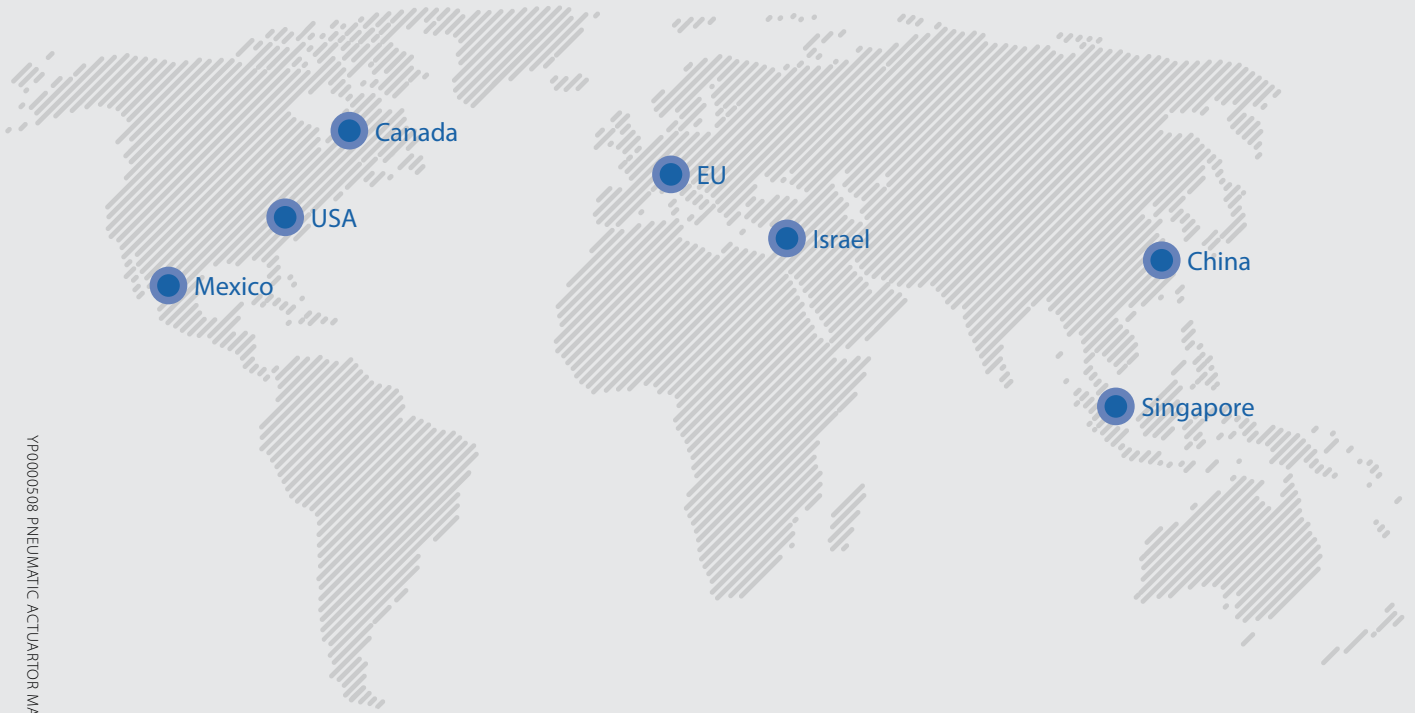 Canada
EU
USA
Israel
China
Mexico
Singapore
YP0000508 PNEUMATIC ACTUARTOR MA